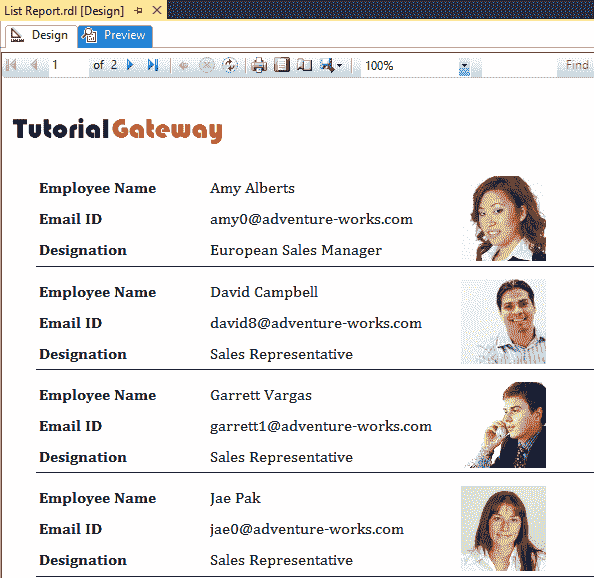 List Report.rdl [Design]
Design Preview
1 of 2 100% Find
Tutorial Gateway
Employee Name Amy Alberts
Email ID amy0@adventure-works.com
Designation European Sales Manager
Employee Name David Campbell
Email ID david8@adventure-works.com
Designation Sales Representative
Employee Name Garrett Vargas
Email ID garrett1@adventure-works.com
Designation Sales Representative
Employee Name Jae Pak
Email ID jae0@adventure-works.com
Designation Sales Representative